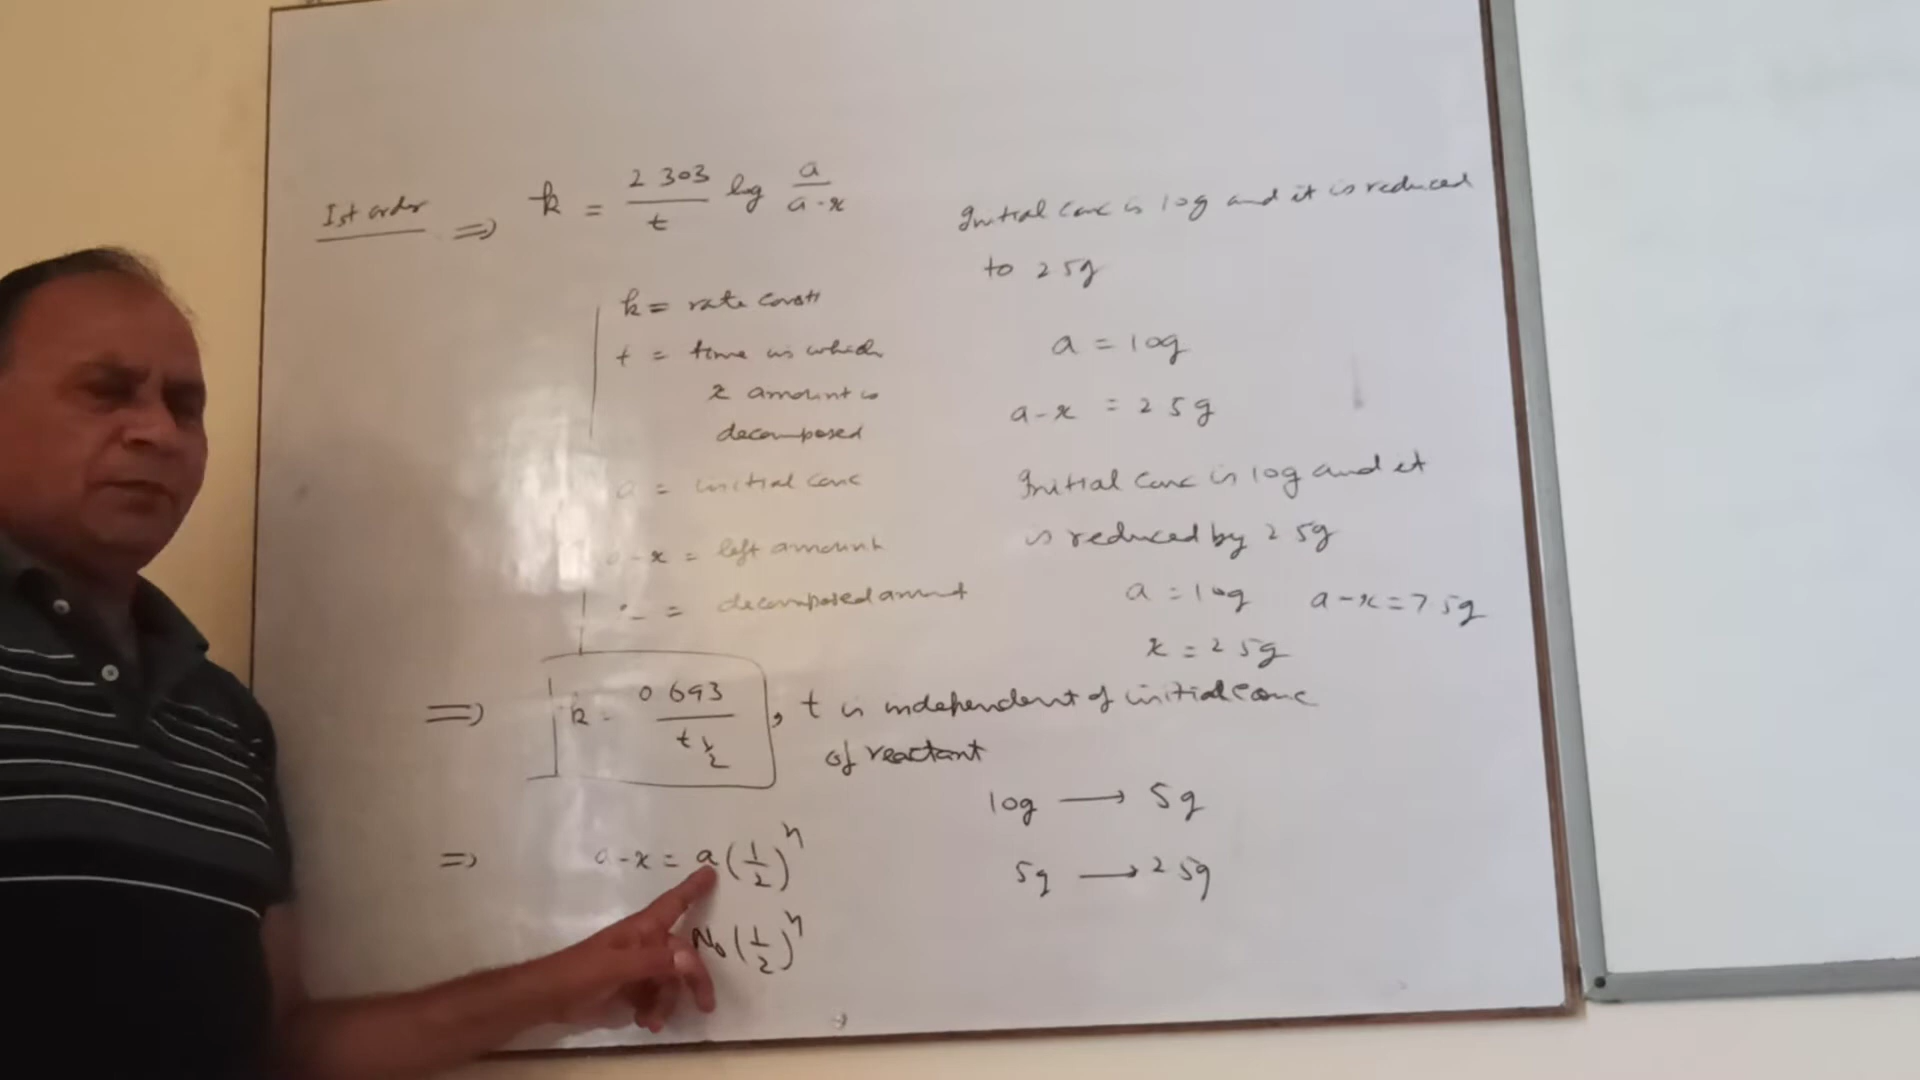 Ist order ⇒ k = 2 303 / t log a / a-x
k = rate const
t = time in which
x amount is
decomposed
a = initial conc
a-x = left amount
= decomposed amount
⇒ k = 0 693 / t 1/2 , t is independent of initial conc
of reactant
⇒ a-x = a (1/2)^n
N₀ (1/2)^n
Initial conc is 10g and it is reduced
to 2 5g
a = 10g
a-x = 2 5g
Initial conc is 10g and it
is reduced by 2 5g
a = 10g a-x = 7 5g
x = 2 5g
10g → 5g
5g → 2 5g